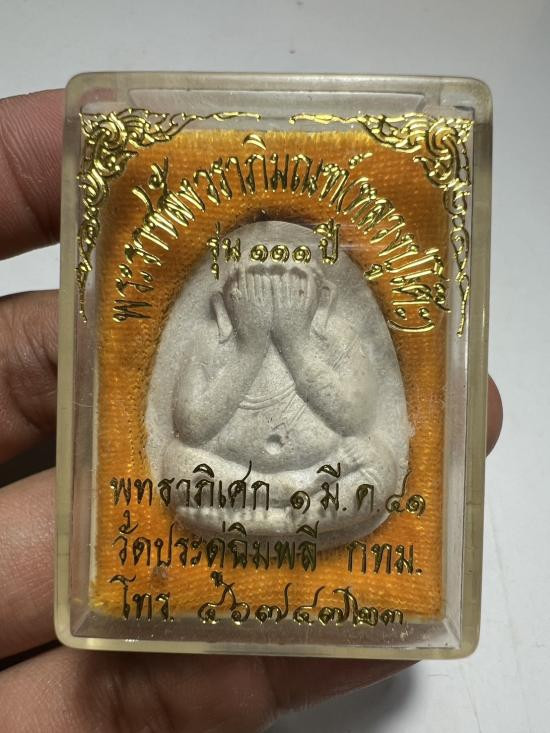 พระราชสังวราภิมณฑ์(หลวงปู่โต๊ะ)
รุ่น ๑๑๑ ปี
พุทธาภิเศก ๑ มี.ค.๔๑
วัดประดู่ฉิมพลี กทม.
โทร. ๔๖๗๔๗๒๓